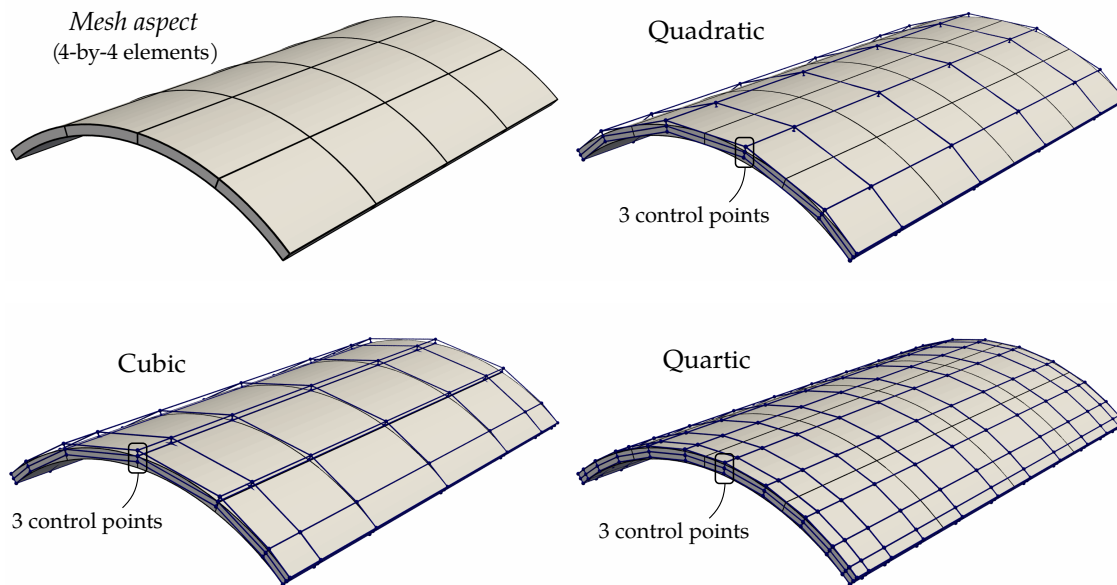 Mesh aspect
(4-by-4 elements)
Quadratic
3 control points
Cubic
3 control points
Quartic
3 control points